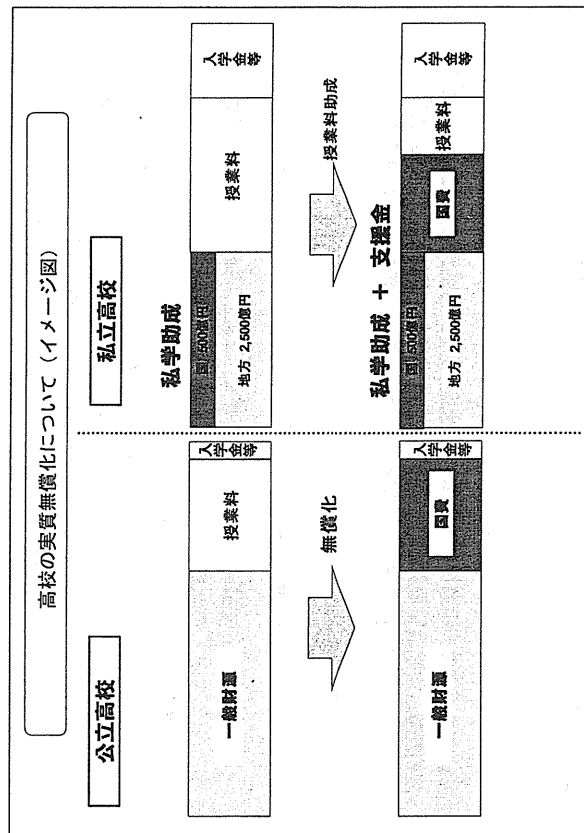 高校の実質無償化について（イメージ図）
公立高校
一般財源
授業料
入学金等
無償化
一般財源
国費
入学金等
私立高校
私学助成
国 500億円
地方 2,500億円
授業料
入学金等
授業料助成
私学助成 ＋ 支援金
国 500億円
地方 2,500億円
国費
授業料
入学金等